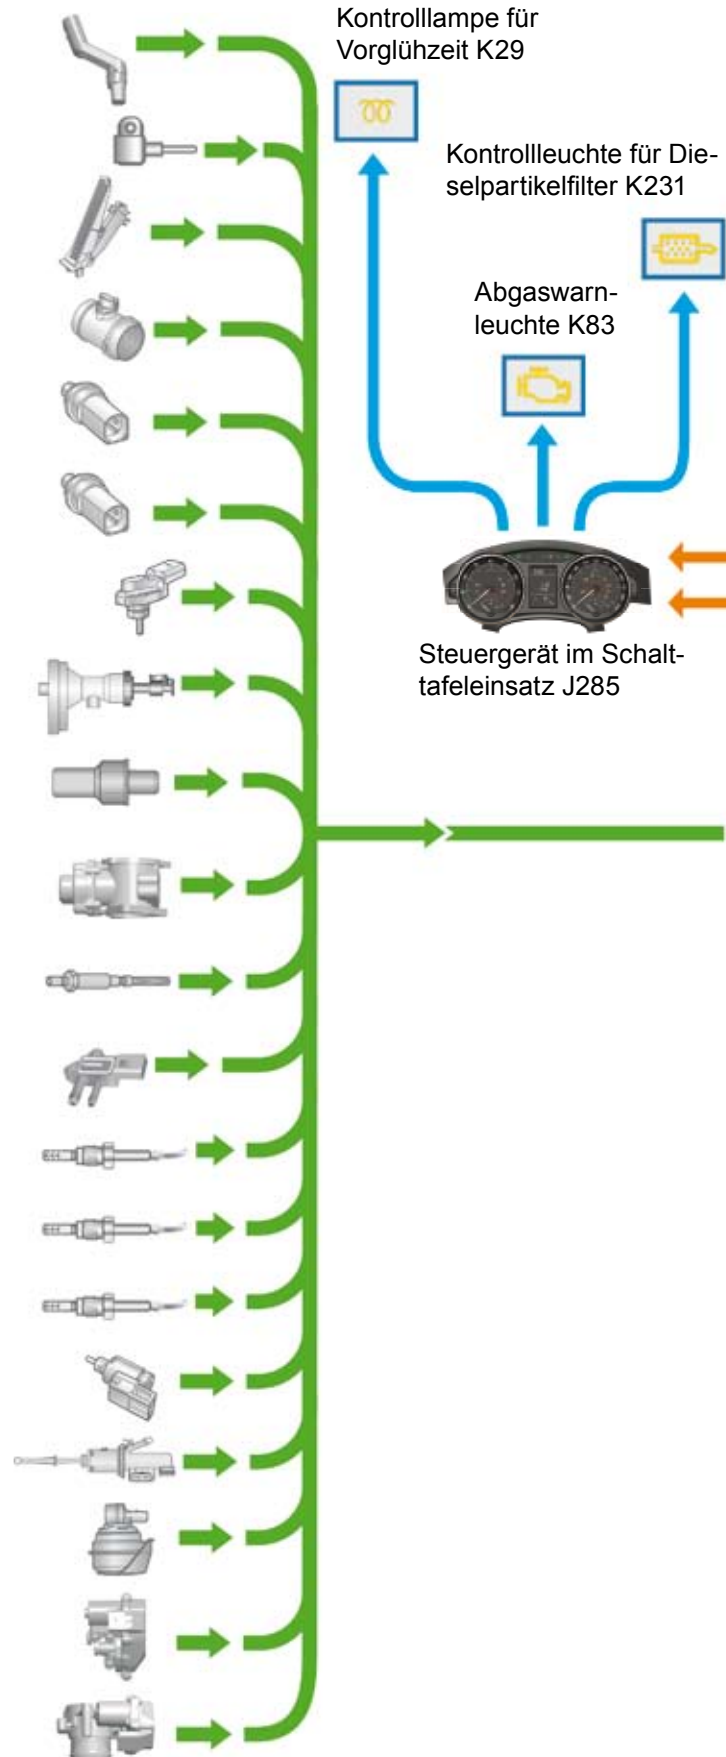 Kontrolllampe für
Vorglühzeit K29
Kontrollleuchte für Die-
selpartikelfilter K231
Abgaswarn-
leuchte K83
Steuergerät im Schalt-
tafeleinsatz J285